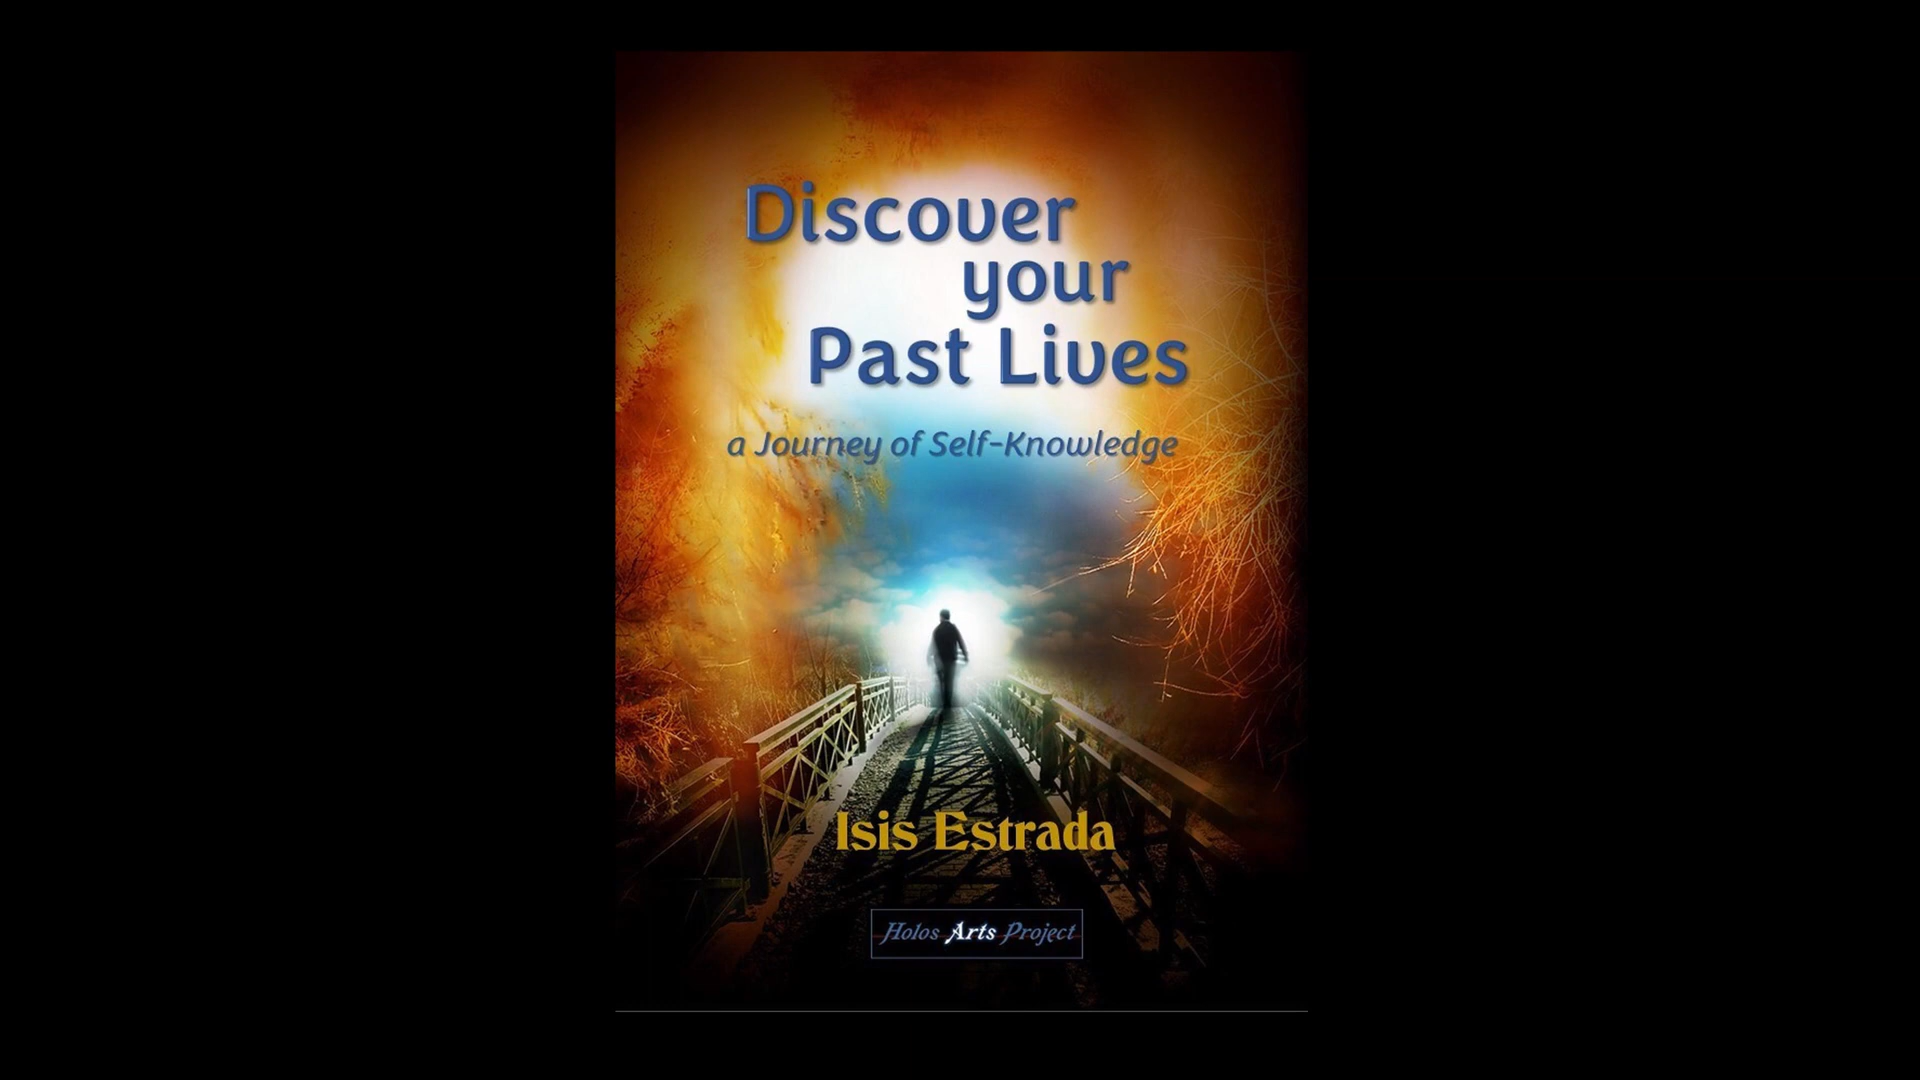 Discover
your
Past Lives
a Journey of Self-Knowledge
Isis Estrada
Holos Arts Project